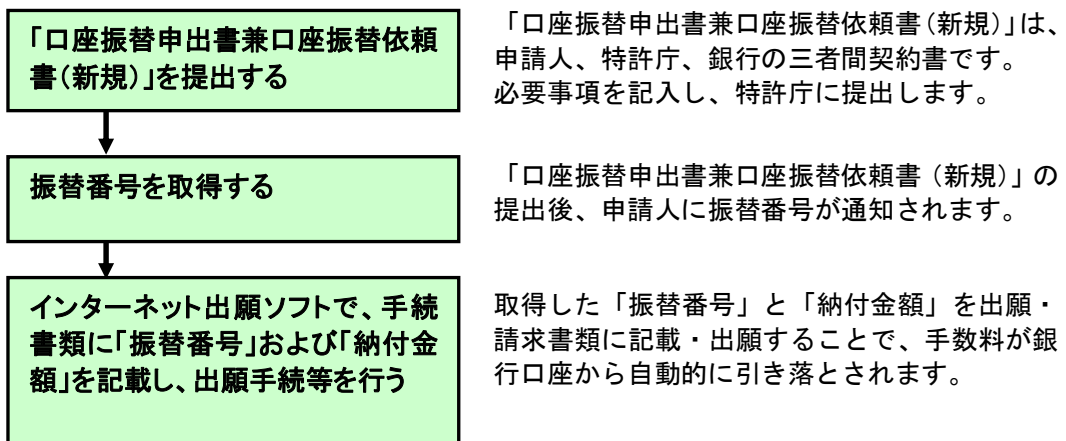 「口座振替申出書兼口座振替依頼
書(新規)」を提出する
「口座振替申出書兼口座振替依頼書(新規)」は、
申請人、特許庁、銀行の三者間契約書です。
必要事項を記入し、特許庁に提出します。
振替番号を取得する
「口座振替申出書兼口座振替依頼書(新規)」の
提出後、申請人に振替番号が通知されます。
インターネット出願ソフトで、手続
書類に「振替番号」および「納付金
額」を記載し、出願手続等を行う
取得した「振替番号」と「納付金額」を出願・
請求書類に記載・出願することで、手数料が銀
行口座から自動的に引き落とされます。